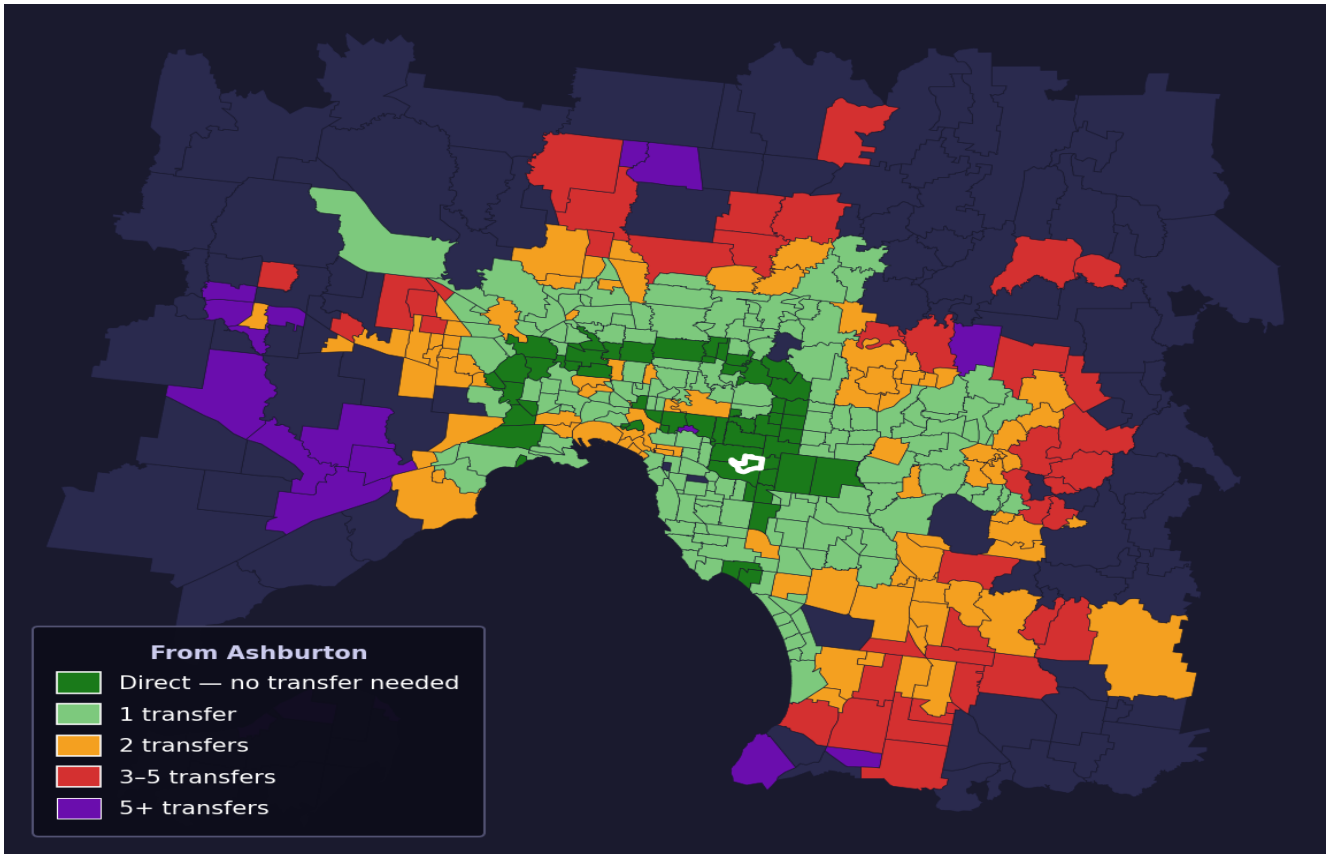 From Ashburton
Direct — no transfer needed
1 transfer
2 transfers
3–5 transfers
5+ transfers